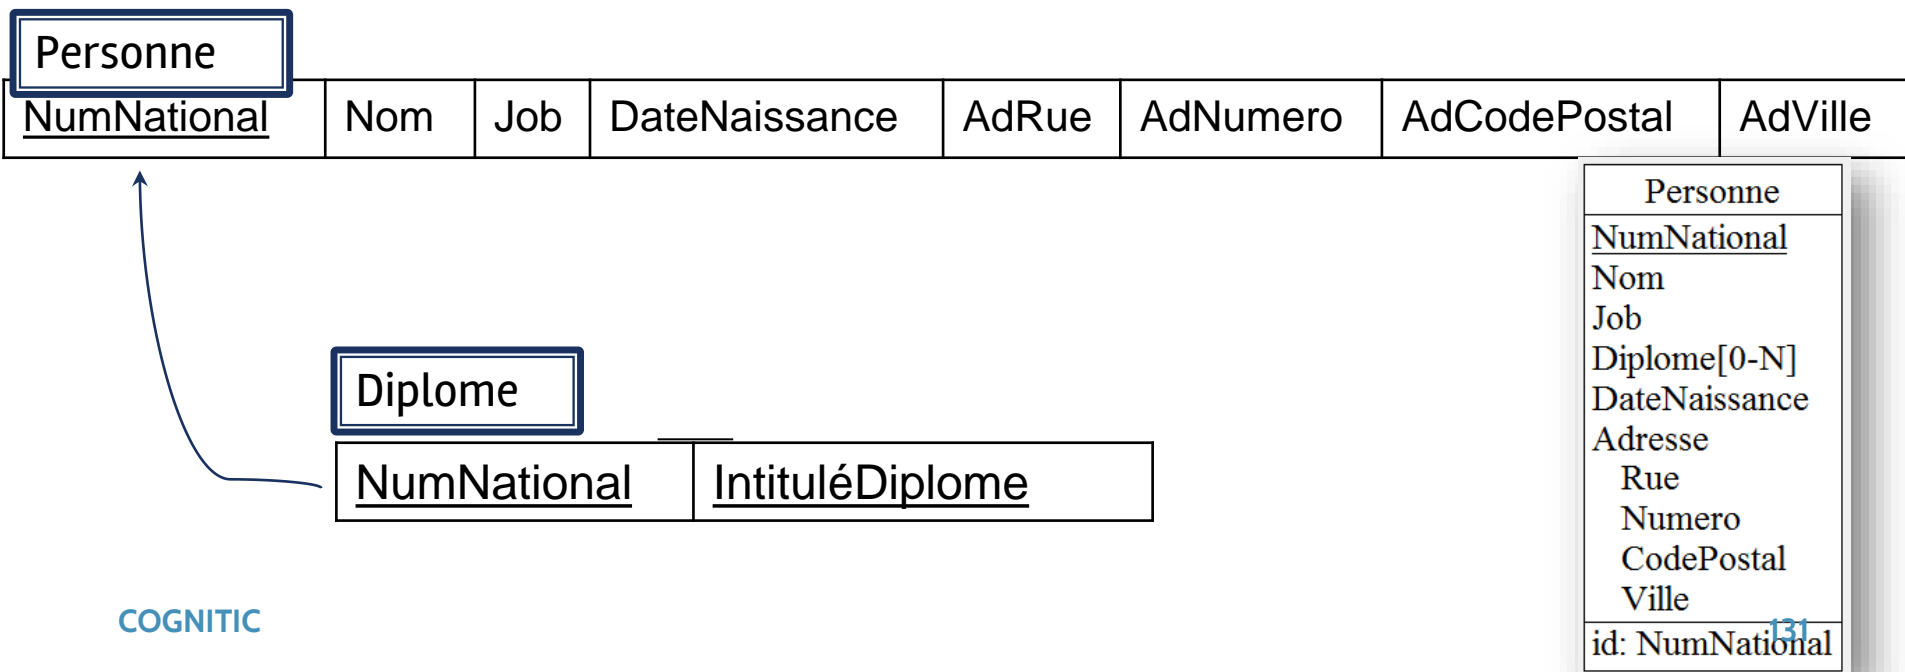 Personne
NumNational Nom Job DateNaissance AdRue AdNumero AdCodePostal AdVille
Diplome
NumNational IntituléDiplome
Personne
NumNational
Nom
Job
Diplome[0-N]
DateNaissance
Adresse
Rue
Numero
CodePostal
Ville
id: NumNational
COGNITIC
131